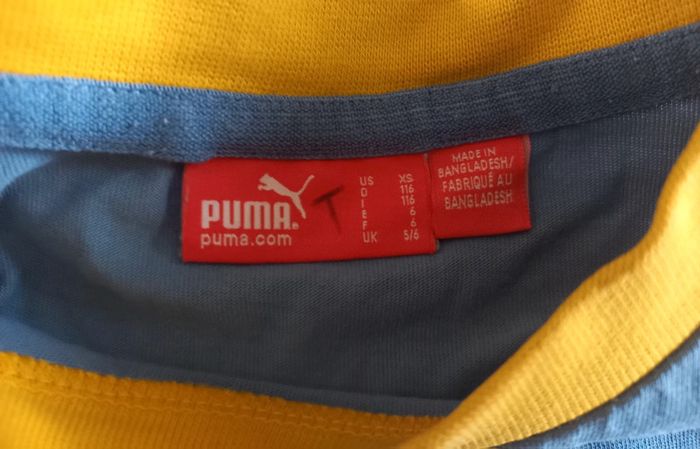 PUMA.
puma.com
T
US XS
D 116
I 116
E 6
F 6
UK 5/6
MADE IN
BANGLADESH/
FABRIQUÉ AU
BANGLADESH